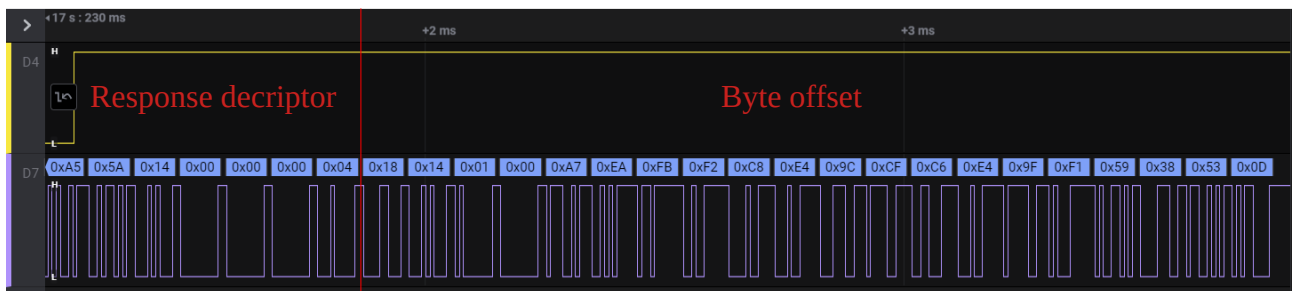 17 s : 230 ms
+2 ms
+3 ms
D4
H
Response decriptor
Byte offset
L
D7
0xA5 0x5A 0x14 0x00 0x00 0x00 0x04 0x18 0x14 0x01 0x00 0xA7 0xEA 0xFB 0xF2 0xC8 0xE4 0x9C 0xCF 0xC6 0xE4 0x9F 0xF1 0x59 0x38 0x53 0x0D
H
L